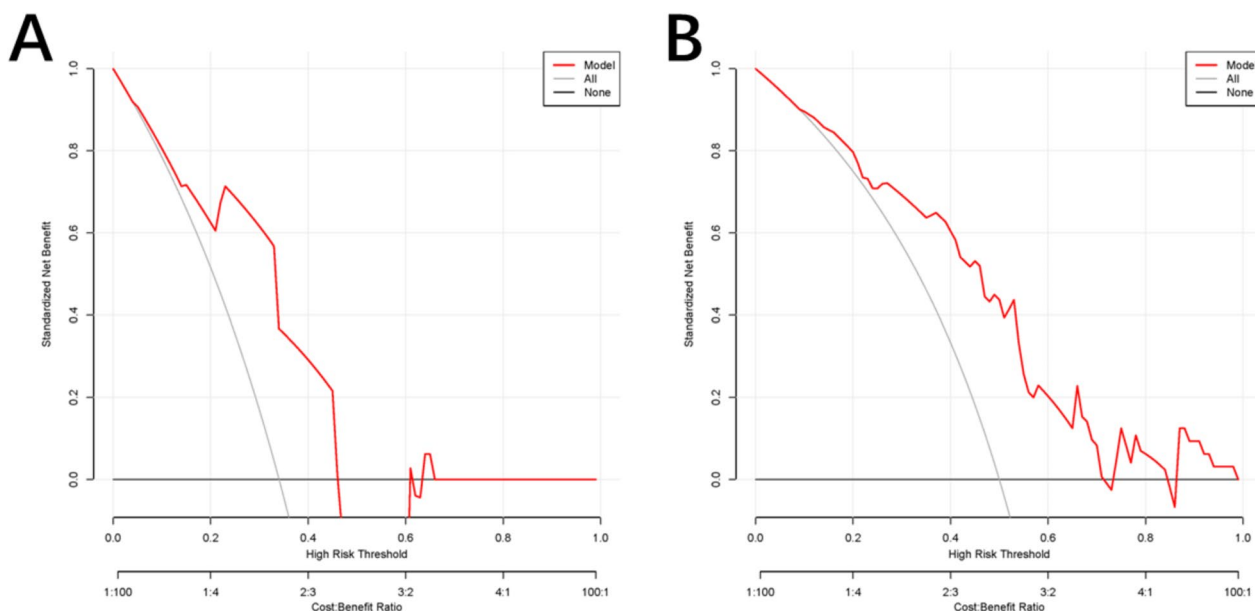 A
Model
All
None
Standardized Net Benefit
1.0
0.8
0.6
0.4
0.2
0.0
0.0 0.2 0.4 0.6 0.8 1.0
High Risk Threshold
1:100 1:4 2:3 3:2 4:1 100:1
Cost:Benefit Ratio
B
Model
All
None
Standardized Net Benefit
1.0
0.8
0.6
0.4
0.2
0.0
0.0 0.2 0.4 0.6 0.8 1.0
High Risk Threshold
1:100 1:4 2:3 3:2 4:1 100:1
Cost:Benefit Ratio